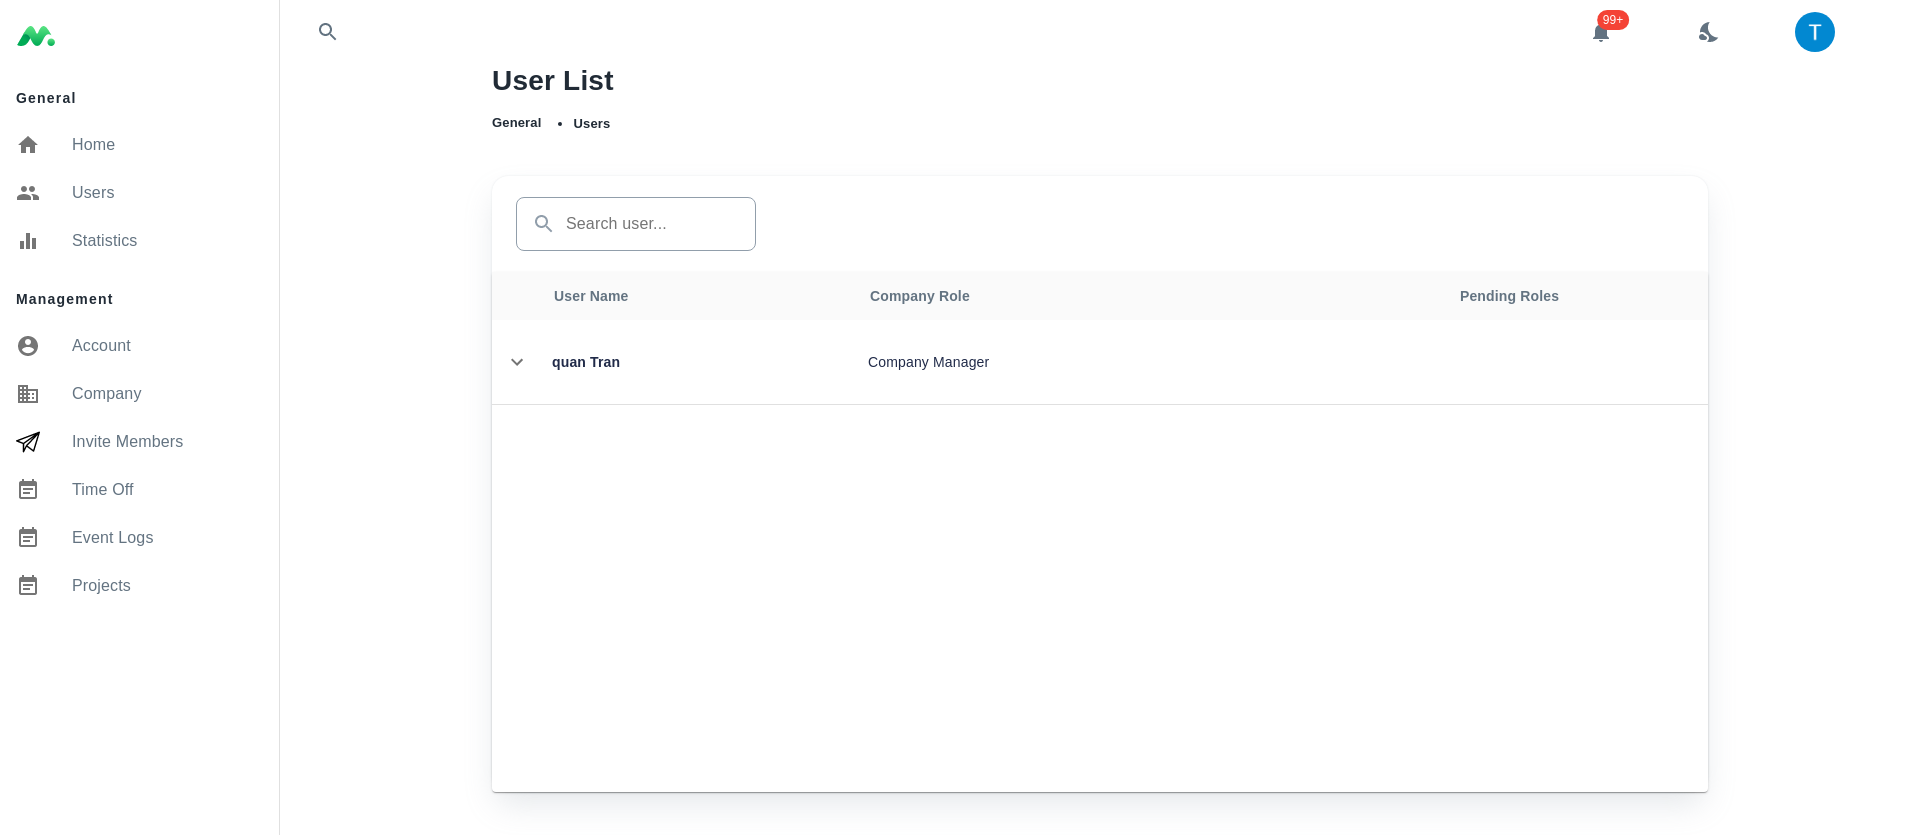 99+
T
General
Home
Users
Statistics
Management
Account
Company
Invite Members
Time Off
Event Logs
Projects
User List
General • Users
Search user...
User Name Company Role Pending Roles
quan Tran Company Manager